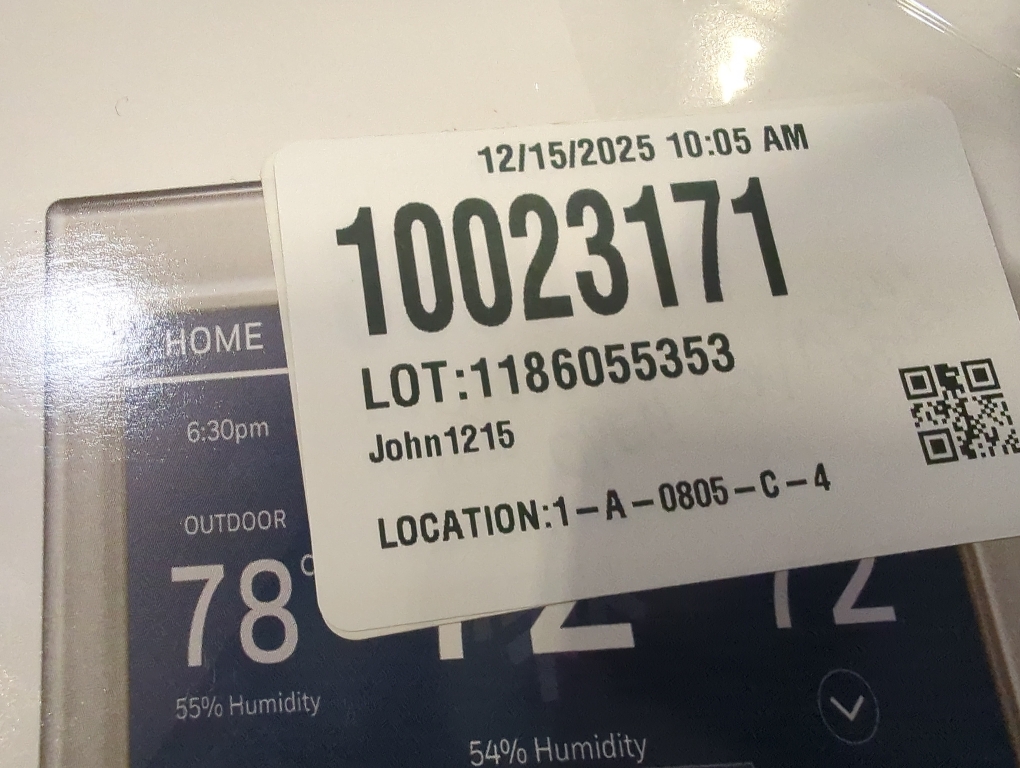 12/15/2025 10:05 AM
10023171
LOT:1186055353
John1215
LOCATION:1-A-0805-C-4
HOME
6:30pm
OUTDOOR
78°
72
55% Humidity
54% Humidity